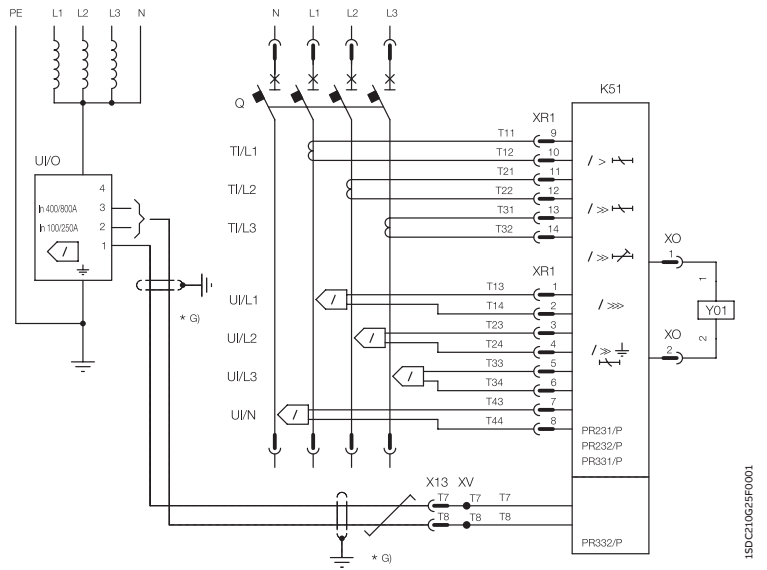 PE L1 L2 L3 N
N L1 L2 L3
K51
Q
XR1
T11 9
T12 10
TI/L1
T21 11
T22 12
TI/L2
T31 13
T32 14
TI/L3
UI/O
4
In 400/800A 3
In 100/250A 2
1
I
* G)
I >
I >>
I >>
I >>>
I >>
XO
1
1
Y01
2
XO
2
XR1
T13 1
T14 2
UI/L1 I
T23 3
T24 4
UI/L2 I
T33 5
T34 6
UI/L3 I
T43 7
T44 8
UI/N I
PR231/P
PR232/P
PR331/P
X13 XV
T7 T7 T7
T8 T8 T8
* G)
PR332/P
1SDC210G25F0001